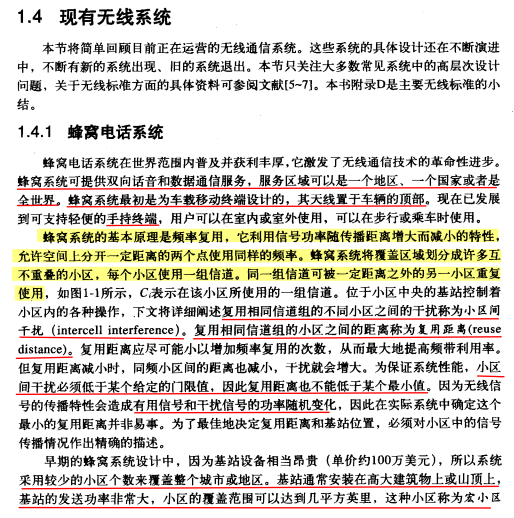 1.4 现有无线系统
本节将简单回顾目前正在运营的无线通信系统。这些系统的具体设计还在不断演进
中，不断有新的系统出现、旧的系统退出。本节只关注大多数常见系统中的高层次设计
问题，关于无线标准方面的具体资料可参阅文献[5~7]。本书附录D是主要无线标准的小
结。
1.4.1 蜂窝电话系统
蜂窝电话系统在世界范围内普及并获利丰厚，它激发了无线通信技术的革命性进步。
蜂窝系统可提供双向话音和数据通信服务，服务区域可以是一个地区、一个国家或者是
全世界。蜂窝系统最初是为车载移动终端设计的，其天线置于车辆的顶部。现在已发展
到可支持轻便的手持终端，用户可以在室内或室外使用，可以在步行或乘车时使用。
蜂窝系统的基本原理是频率复用，它利用信号功率随传播距离增大而减小的特性，
允许空间上分开一定距离的两个点使用同样的频率。蜂窝系统将覆盖区域划分成许多互
不重叠的小区，每个小区使用一组信道。同一组信道可被一定距离之外的另一小区重复
使用，如图1-1所示，Cᵢ表示在该小区所使用的一组信道。位于小区中央的基站控制着
小区内的各种操作，下文将详细阐述复用相同信道组的不同小区之间的干扰称为小区间
干扰（intercell interference）。复用相同信道组的小区之间的距离称为复用距离(reuse
distance)。复用距离应尽可能小以增加频率复用的次数，从而最大地提高频带利用率。
但复用距离减小时，同频小区间的距离也减小，干扰就会增大。为保证系统性能，小区
间干扰必须低于某个给定的门限值，因此复用距离也不能低于某个最小值。因为无线信
号的传播特性会造成有用信号和干扰信号的功率随机变化，因此在实际系统中确定这个
最小的复用距离并非易事。为了最佳地决定复用距离和基站位置，必须对小区中的信号
传播情况作出精确的描述。
早期的蜂窝系统设计中，因为基站设备相当昂贵（单价约100万美元），所以系统
采用较少的小区个数来覆盖整个城市或地区。基站通常安装在高大建筑物上或山顶上，
基站的发送功率非常大，小区的覆盖范围可以达到几平方英里，这种小区称为宏小区